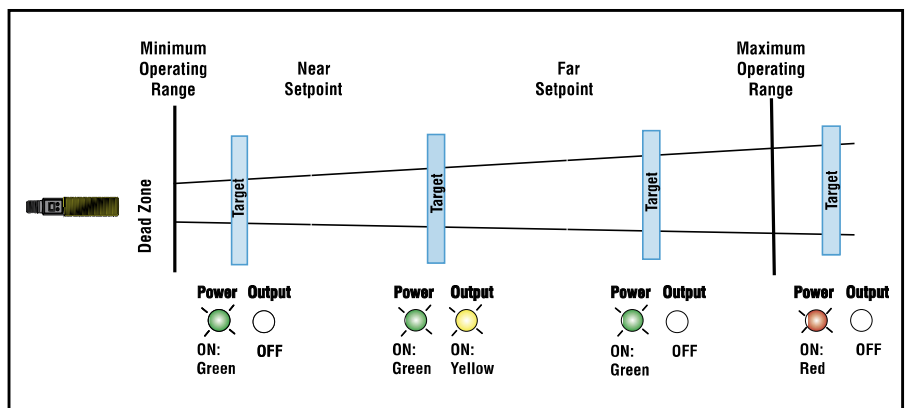 Minimum
Operating
Range
Near
Setpoint
Far
Setpoint
Maximum
Operating
Range
Dead Zone
Target
Target
Target
Target
Power Output
ON:
Green
OFF
Power Output
ON:
Green
ON:
Yellow
Power Output
ON:
Green
OFF
Power Output
ON:
Red
OFF